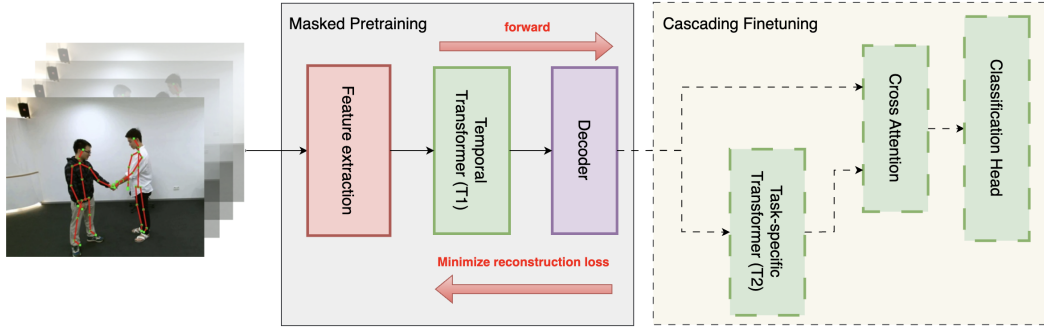 Masked Pretraining
forward
Feature extraction
Temporal
Transformer (T1)
Decoder
Minimize reconstruction loss
Cascading Finetuning
Task-specific
Transformer (T2)
Cross Attention
Classification Head